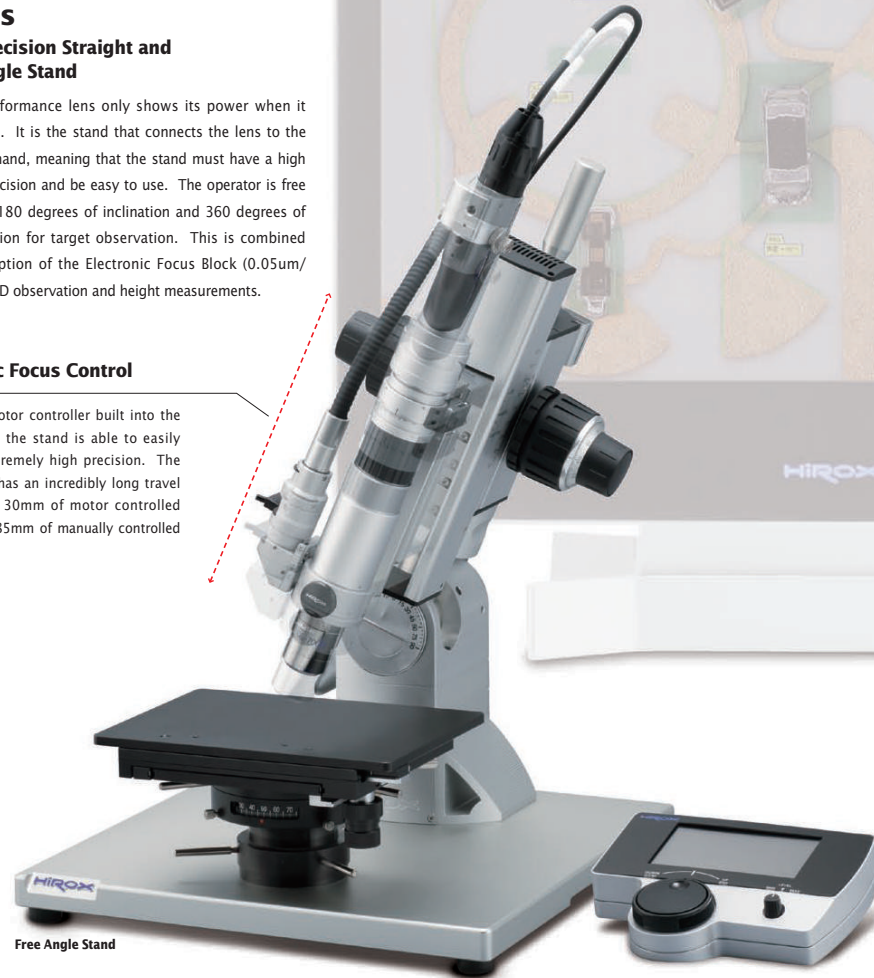 s
ecision Straight and
gle Stand
formance lens only shows its power when it
. It is the stand that connects the lens to the
hand, meaning that the stand must have a high
cision and be easy to use. The operator is free
180 degrees of inclination and 360 degrees of
ion for target observation. This is combined
ption of the Electronic Focus Block (0.05um/
D observation and height measurements.
c Focus Control
otor controller built into the
the stand is able to easily
tremely high precision. The
has an incredibly long travel
30mm of motor controlled
85mm of manually controlled
HIROX
HIROX
Free Angle Stand